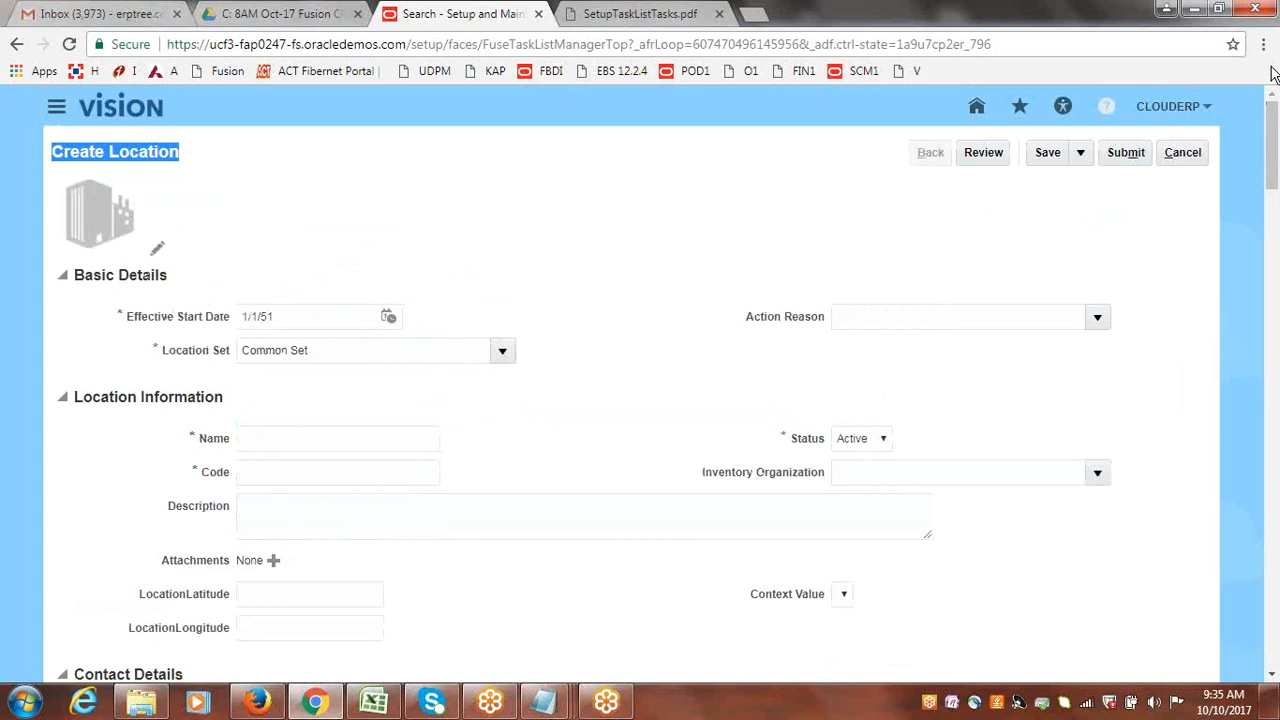 Inbox (3,973) - erptree.co
C: 8AM Oct-17 Fusion C
Search - Setup and Main
SetupTaskListTasks.pdf
Secure
https://ucf3-fap0247-fs.oracledemos.com/setup/faces/FuseTaskListManagerTop?_afrLoop=60747049614595６&_adf.ctrl-state=1a9u7cp2er_796
Apps
H
I
A
Fusion
ACT Fibernet Portal
UDPM
KAP
FBDI
EBS 12.2.4
POD1
O1
FIN1
SCM1
V
VISION
CLOUDERP
Create Location
Back
Review
Save
Submit
Cancel
Basic Details
* Effective Start Date 1/1/51
Action Reason
* Location Set Common Set
Location Information
* Name
* Status Active
* Code
Inventory Organization
Description
Attachments None
LocationLatitude
Context Value
LocationLongitude
Contact Details
9:35 AM
10/10/2017